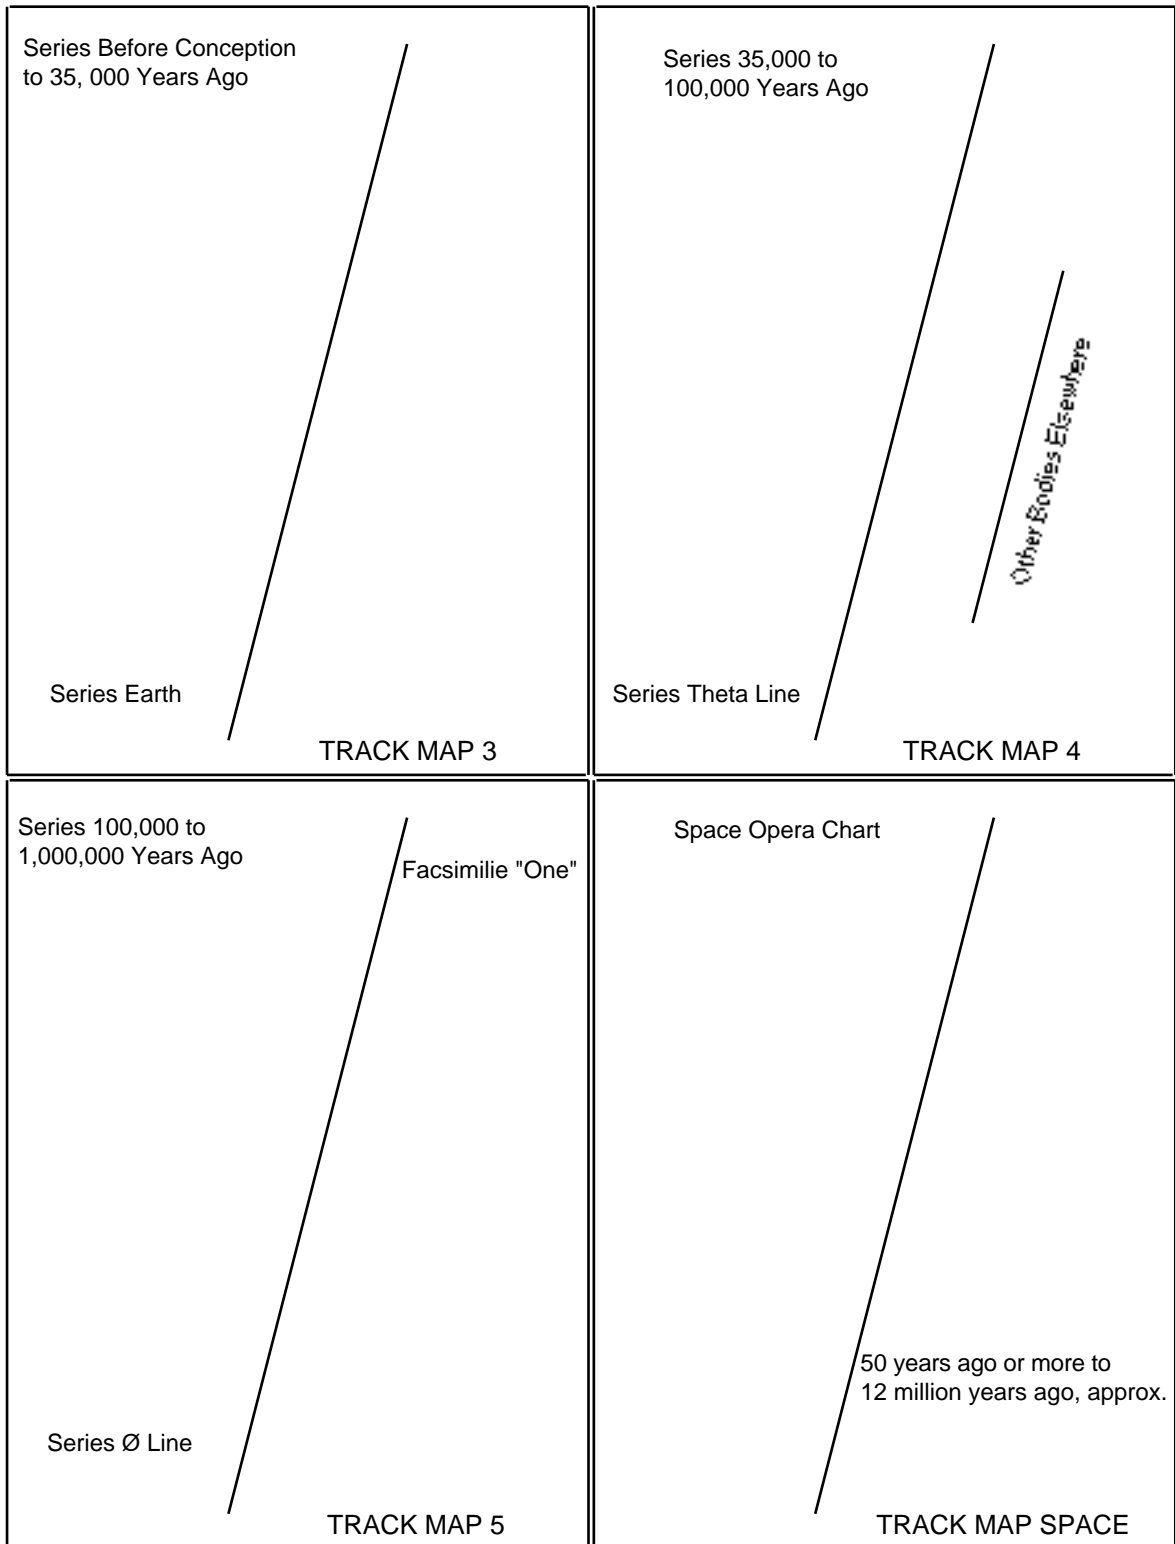 Series Before Conception
to 35, 000 Years Ago
Series Earth
TRACK MAP 3
Series 35,000 to
100,000 Years Ago
Other Bodies Elsewhere
Series Theta Line
TRACK MAP 4
Series 100,000 to
1,000,000 Years Ago
Facsimilie "One"
Series Ø Line
TRACK MAP 5
Space Opera Chart
50 years ago or more to
12 million years ago, approx.
TRACK MAP SPACE